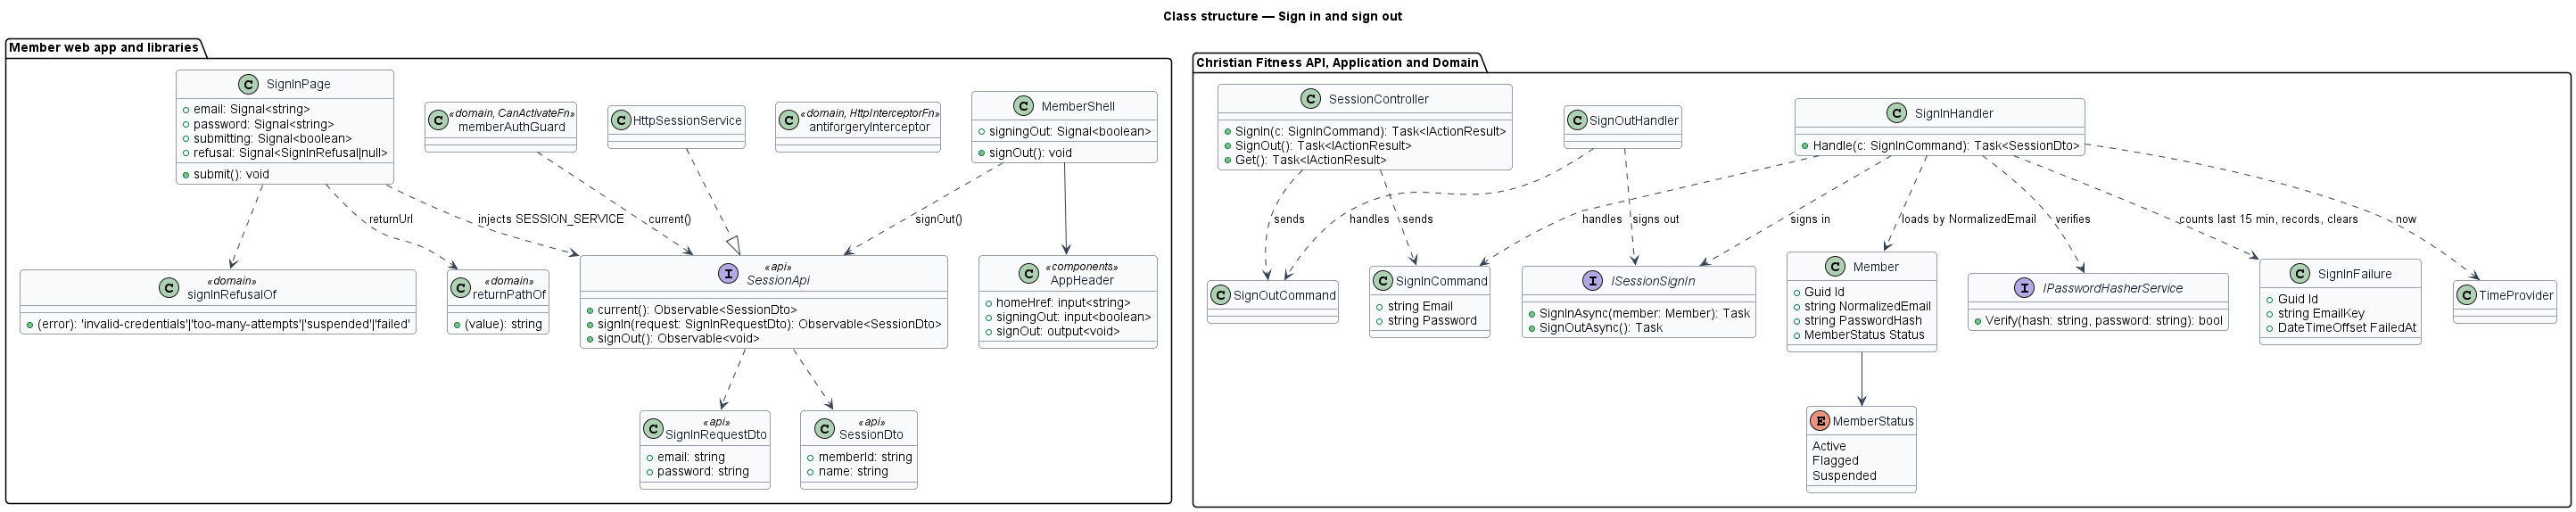 Class structure — Sign in and sign out
Member web app and libraries
SignInPage
email: Signal<string>
password: Signal<string>
submitting: Signal<boolean>
refusal: Signal<SignInRefusal|null>
submit(): void
«domain, CanActivateFn»
memberAuthGuard
HttpSessionService
«domain, HttpInterceptorFn»
antiforgeryInterceptor
MemberShell
signingOut: Signal<boolean>
signOut(): void
returnUrl
injects SESSION_SERVICE
current()
signOut()
«domain»
signInRefusalOf
(error): 'invalid-credentials'|'too-many-attempts'|'suspended'|'failed'
«domain»
returnPathOf
(value): string
«api»
SessionApi
current(): Observable<SessionDto>
signIn(request: SignInRequestDto): Observable<SessionDto>
signOut(): Observable<void>
«components»
AppHeader
homeHref: input<string>
signingOut: input<boolean>
signOut: output<void>
«api»
SignInRequestDto
email: string
password: string
«api»
SessionDto
memberId: string
name: string
Christian Fitness API, Application and Domain
SessionController
SignIn(c: SignInCommand): Task<IActionResult>
SignOut(): Task<IActionResult>
Get(): Task<IActionResult>
SignOutHandler
SignInHandler
Handle(c: SignInCommand): Task<SessionDto>
sends
handles
sends
handles
signs out
signs in
loads by NormalizedEmail
verifies
counts last 15 min, records, clears
now
SignOutCommand
SignInCommand
string Email
string Password
ISessionSignIn
SignInAsync(member: Member): Task
SignOutAsync(): Task
Member
Guid Id
string NormalizedEmail
string PasswordHash
MemberStatus Status
IPasswordHasherService
Verify(hash: string, password: string): bool
SignInFailure
Guid Id
string EmailKey
DateTimeOffset FailedAt
TimeProvider
MemberStatus
Active
Flagged
Suspended